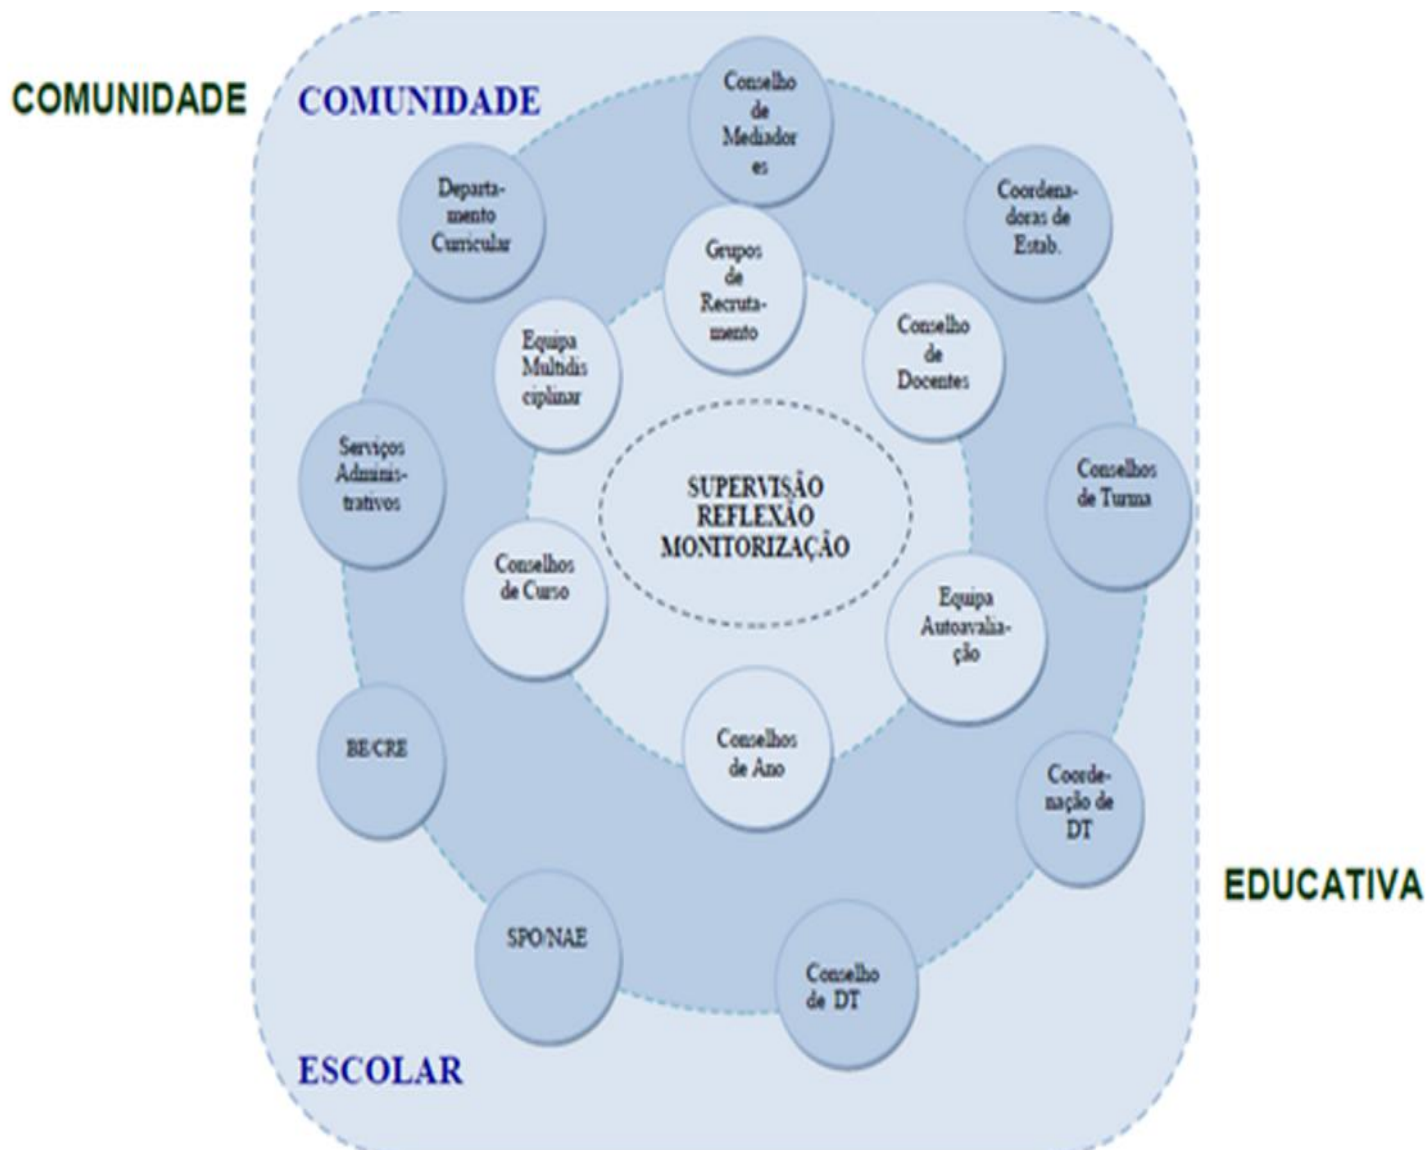 COMUNIDADE
COMUNIDADE
Conselho
de
Mediador
es
Departa-
mento
Curricular
Coordena-
doras de
Estab.
Grupos
de
Recruta-
mento
Equipa
Multidis
ciplinar
Conselho
de
Docentes
Serviços
Adminis-
trativos
Conselhos
de Turma
SUPERVISÃO
REFLEXÃO
MONITORIZAÇÃO
Conselhos
de Curso
Equipa
Autoavalia-
ção
Conselhos
de Ano
BE/CRE
Coorde-
nação de
DT
EDUCATIVA
SPO/NAE
Conselho
de DT
ESCOLAR